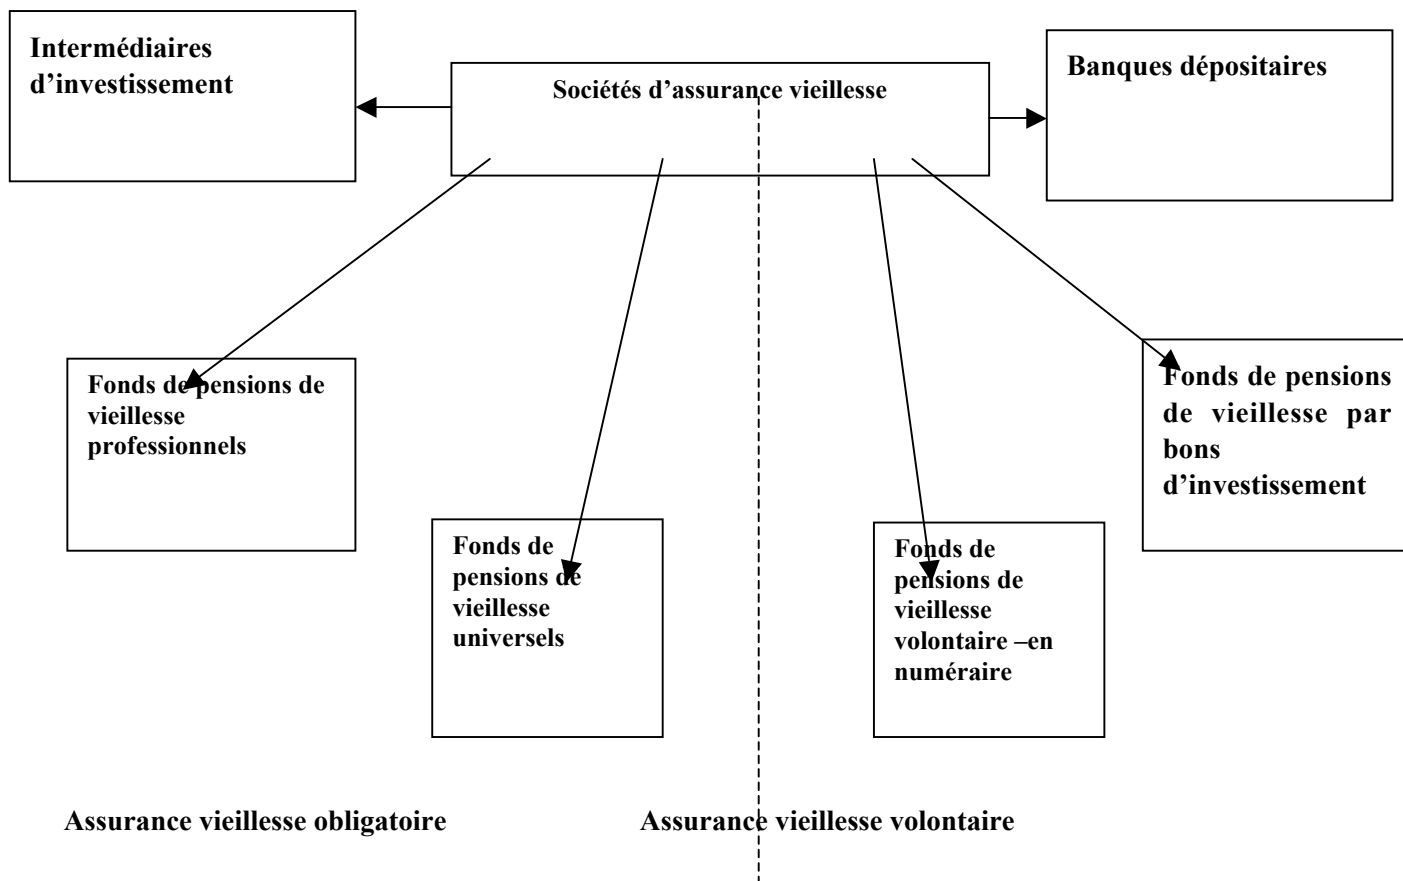 Intermédiaires
d’investissement
Sociétés d’assurance vieillesse
Banques dépositaires
Fonds de pensions de
vieillesse
professionnels
Fonds de
pensions de
vieillesse
universels
Fonds de
pensions de
vieillesse
volontaire –en
numéraire
Fonds de pensions
de vieillesse par
bons
d’investissement
Assurance vieillesse obligatoire
Assurance vieillesse volontaire